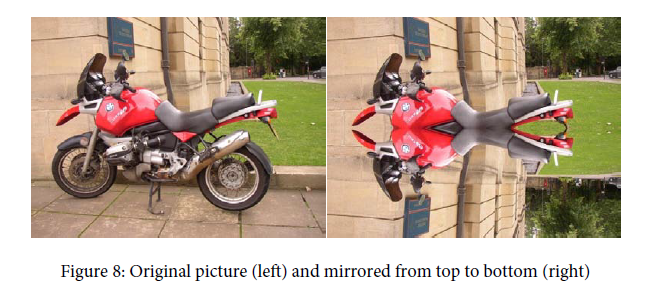 Figure 8: Original picture (left) and mirrored from top to bottom (right)